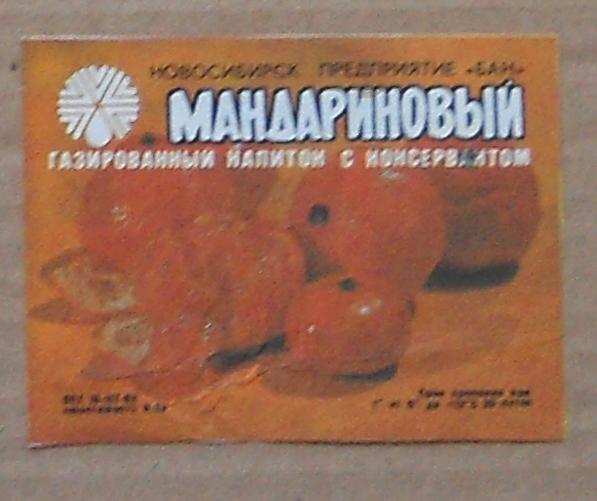 НОВОСИБИРСК ПРЕДПРИЯТИЕ «БАН»
МАНДАРИНОВЫЙ
ГАЗИРОВАННЫЙ НАПИТОК С КОНСЕРВАНТОМ